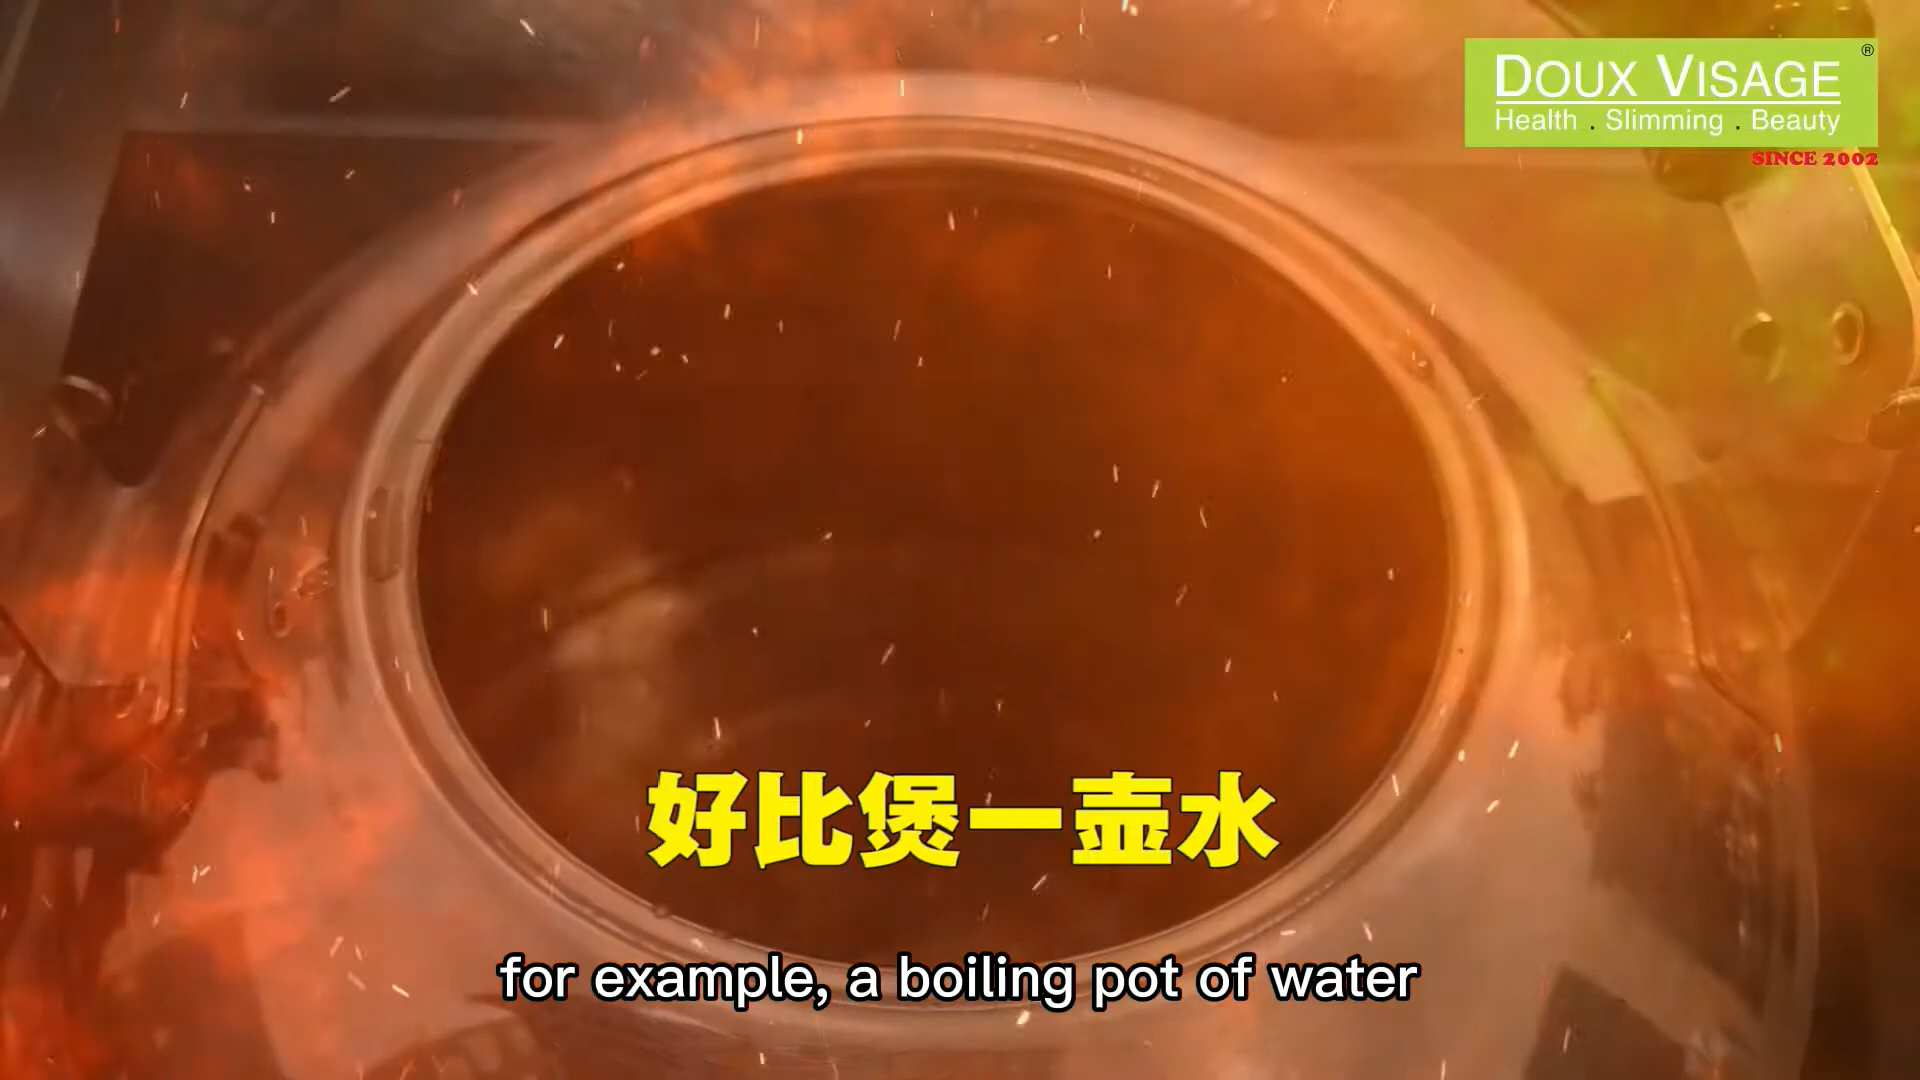 DOUX VISAGE®
Health . Slimming . Beauty
SINCE 2002
好比煲一壶水
for example, a boiling pot of water